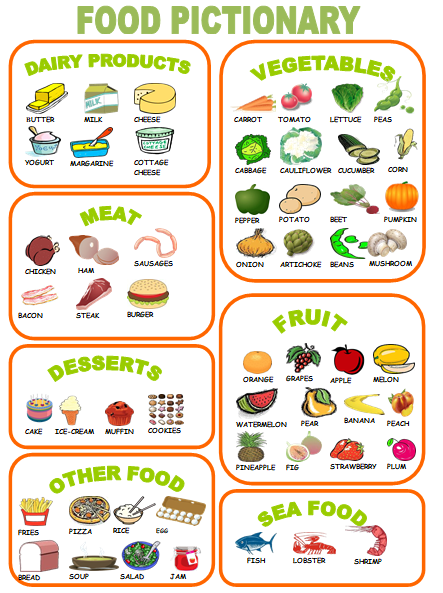 FOOD PICTIONARY
DAIRY PRODUCTS
BUTTER MILK CHEESE
YOGURT MARGARINE COTTAGE CHEESE
COTTAGE CHEESE
MEAT
CHICKEN HAM SAUSAGES
BACON STEAK BURGER
DESSERTS
CAKE ICE-CREAM MUFFIN COOKIES
OTHER FOOD
FRIES PIZZA RICE EGG
BREAD SOUP SALAD JAM
VEGETABLES
CARROT TOMATO LETTUCE PEAS
CABBAGE CAULIFLOWER CUCUMBER CORN
PEPPER POTATO BEET PUMPKIN
ONION ARTICHOKE BEANS MUSHROOM
FRUIT
ORANGE GRAPES APPLE MELON
WATERMELON PEAR BANANA PEACH
PINEAPPLE FIG STRAWBERRY PLUM
SEA FOOD
FISH LOBSTER SHRIMP